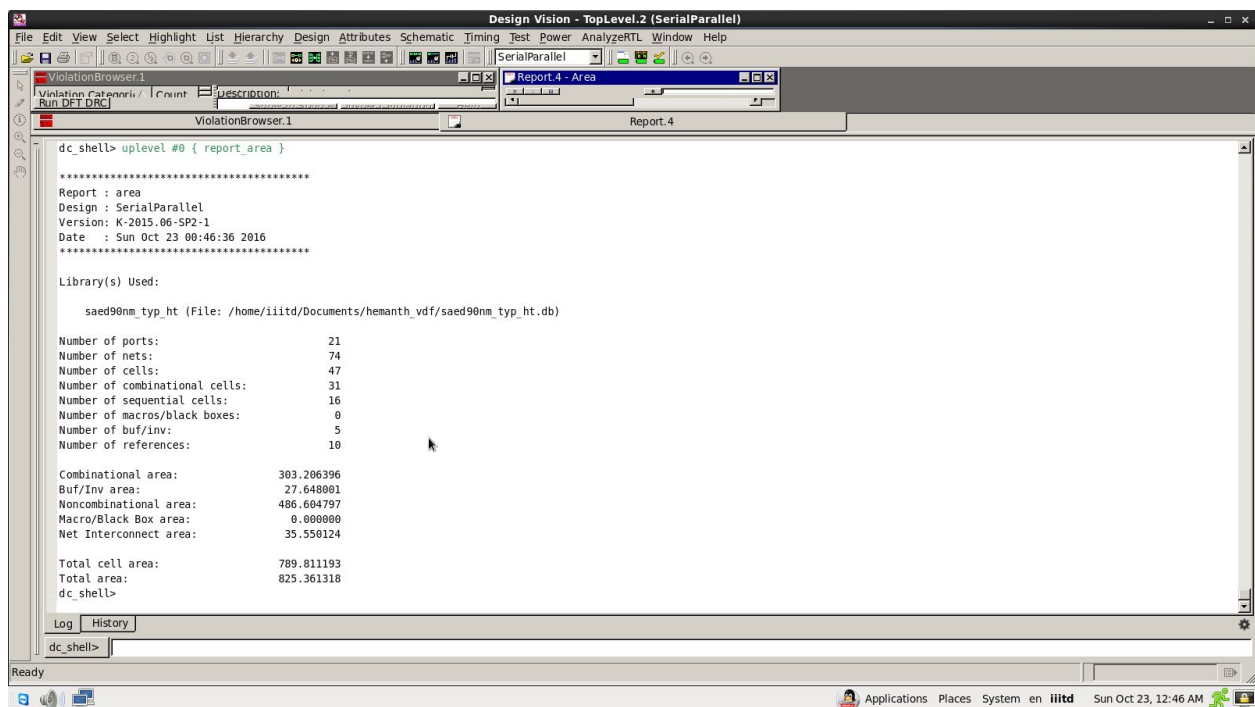 Design Vision - TopLevel.2 (SerialParallel)
File Edit View Select Highlight List Hierarchy Design Attributes Schematic Timing Test Power AnalyzeRTL Window Help
SerialParallel
ViolationBrowser.1
Report.4 - Area
Count
Description:
Run DFT DRC
ViolationBrowser.1
Report.4
dc_shell> uplevel #0 { report_area }
****************************************
Report : area
Design : SerialParallel
Version: K-2015.06-SP2-1
Date : Sun Oct 23 00:46:36 2016
****************************************
Library(s) Used:
saed90nm_typ_ht (File: /home/iiitd/Documents/hemanth_vdf/saed90nm_typ_ht.db)
Number of ports: 21
Number of nets: 74
Number of cells: 47
Number of combinational cells: 31
Number of sequential cells: 16
Number of macros/black boxes: 0
Number of buf/inv: 5
Number of references: 10
Combinational area: 303.206396
Buf/Inv area: 27.648001
Noncombinational area: 486.604797
Macro/Black Box area: 0.000000
Net Interconnect area: 35.550124
Total cell area: 789.811193
Total area: 825.361318
dc_shell>
Log History
dc_shell>
Ready
Applications Places System en iiitd Sun Oct 23, 12:46 AM